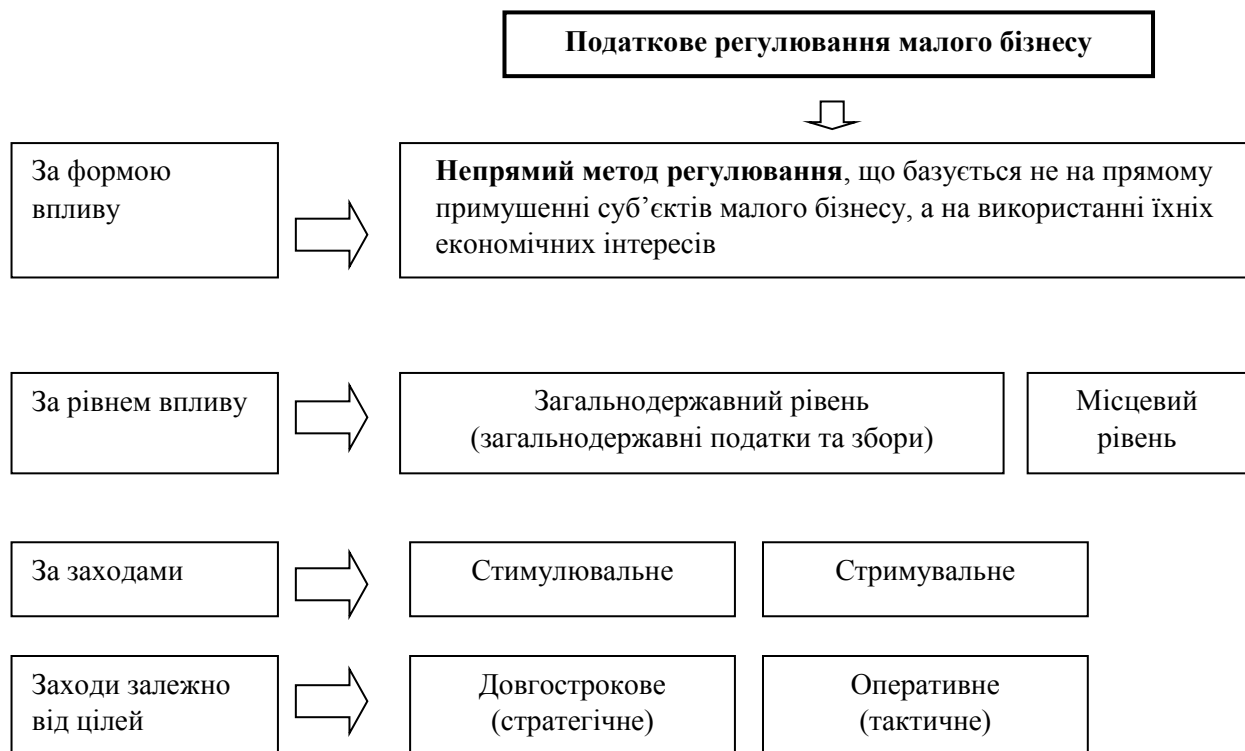 Податкове регулювання малого бізнесу
За формою
впливу
Непрямий метод регулювання, що базується не на прямому
примушенні суб’єктів малого бізнесу, а на використанні їхніх
економічних інтересів
За рівнем впливу
Загальнодержавний рівень
(загальнодержавні податки та збори)
Місцевий
рівень
За заходами
Стимулювальне
Стримувальне
Заходи залежно
від цілей
Довгострокове
(стратегічне)
Оперативне
(тактичне)